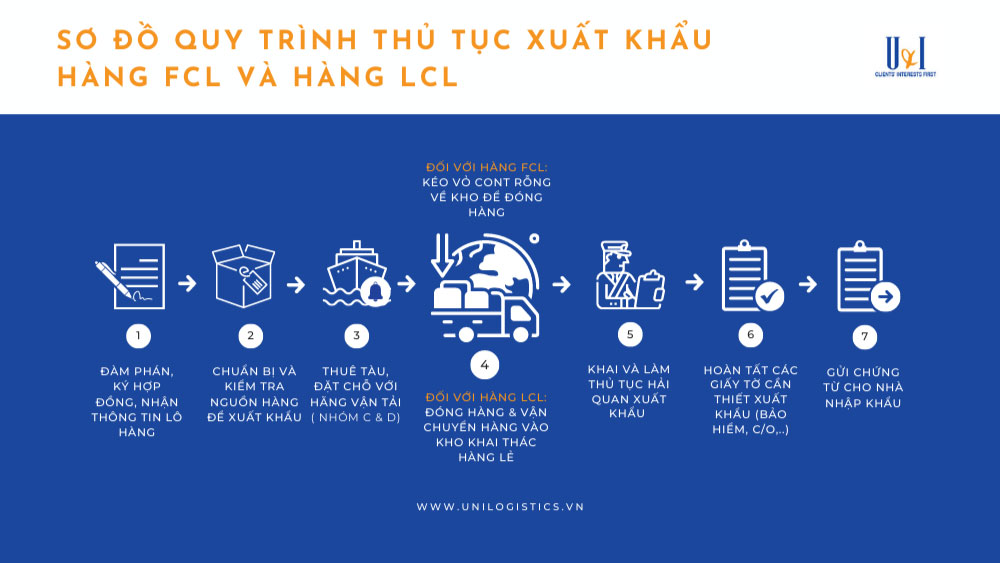 SƠ ĐỒ QUY TRÌNH THỦ TỤC XUẤT KHẨU
HÀNG FCL VÀ HÀNG LCL
U&I
CLIENTS' INTERESTS FIRST
ĐỐI VỚI HÀNG FCL:
KÉO VỎ CONT RỖNG
VỀ KHO ĐỂ ĐÓNG
HÀNG
1
ĐÀM PHÁN,
KÝ HỢP
ĐỒNG, NHẬN
THÔNG TIN LÔ
HÀNG
2
CHUẨN BỊ VÀ
KIỂM TRA
NGUỒN HÀNG
ĐỂ XUẤT KHẨU
3
THUÊ TÀU,
ĐẶT CHỖ VỚI
HÃNG VẬN TẢI
( NHÓM C & D)
4
ĐỐI VỚI HÀNG LCL:
ĐÓNG HÀNG & VẬN
CHUYỂN HÀNG VÀO
KHO KHAI THÁC
HÀNG LẺ
5
KHAI VÀ LÀM
THỦ TỤC HẢI
QUAN XUẤT
KHẨU
6
HOÀN TẤT CÁC
GIẤY TỜ CẦN
THIẾT XUẤT
KHẨU (BẢO
HIỂM, C/O,..)
7
GỬI CHỨNG
TỪ CHO NHÀ
NHẬP KHẨU
WWW.UNILOGISTICS.VN